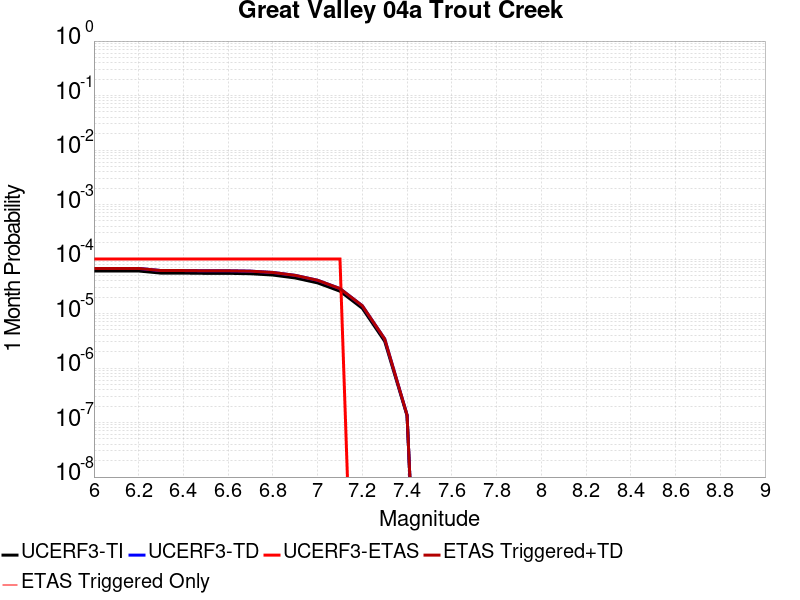 Great Valley 04a Trout Creek
10^0
10^-1
10^-2
10^-3
10^-4
10^-5
10^-6
10^-7
10^-8
1 Month Probability
6 6.2 6.4 6.6 6.8 7 7.2 7.4 7.6 7.8 8 8.2 8.4 8.6 8.8 9
Magnitude
UCERF3-TI UCERF3-TD UCERF3-ETAS ETAS Triggered+TD
ETAS Triggered Only